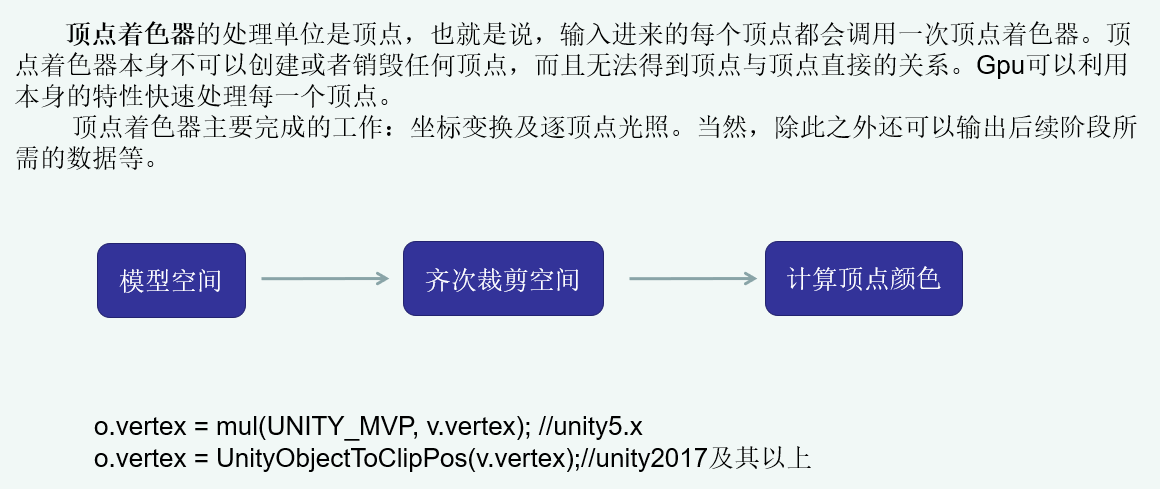 顶点着色器的处理单位是顶点，也就是说，输入进来的每个顶点都会调用一次顶点着色器。顶
点着色器本身不可以创建或者销毁任何顶点，而且无法得到顶点与顶点直接的关系。Gpu可以利用
本身的特性快速处理每一个顶点。
顶点着色器主要完成的工作：坐标变换及逐顶点光照。当然，除此之外还可以输出后续阶段所
需的数据等。
模型空间
齐次裁剪空间
计算顶点颜色
o.vertex = mul(UNITY_MVP, v.vertex); //unity5.x
o.vertex = UnityObjectToClipPos(v.vertex);//unity2017及其以上